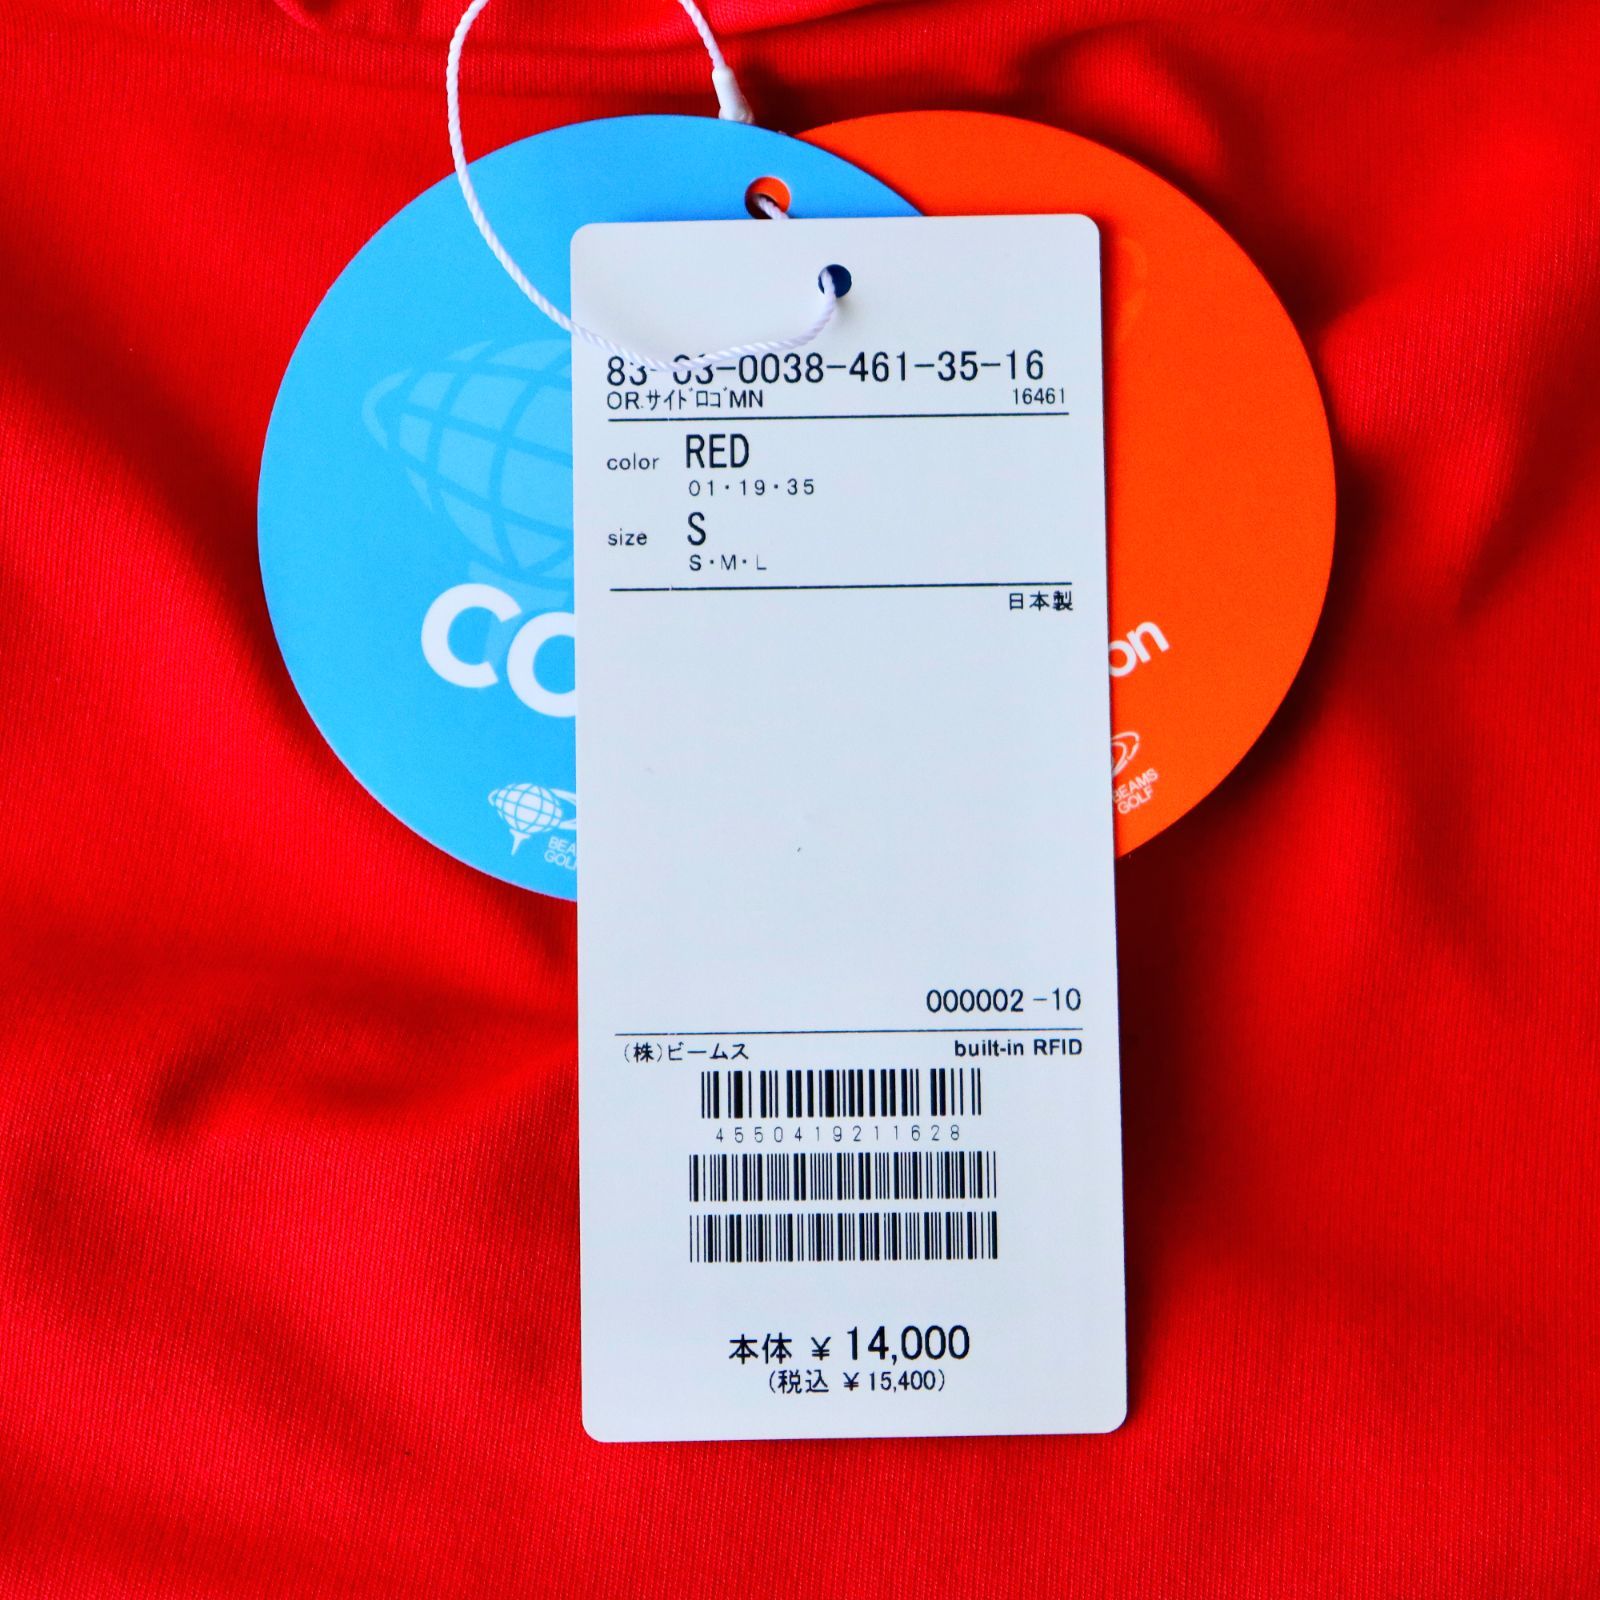 83-03-0038-461-35-16
OR.ｻｲﾄﾞﾛｺﾞMN 16461
color RED
01・19・35
size S
S・M・L
日本製
000002-10
(株)ビームス built-in RFID
4550419211628
本体 ¥14,000
(税込 ¥15,400)
BEAMS
GOLF